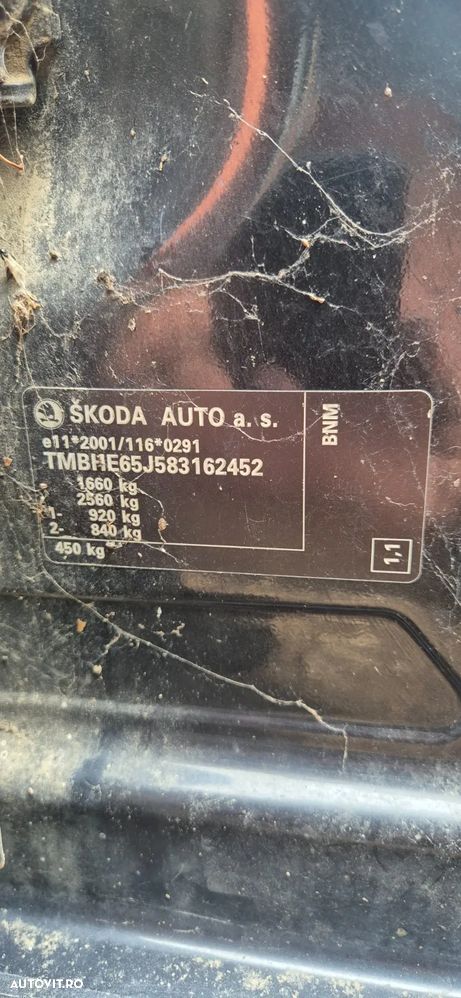 ŠKODA AUTO a. s.
e11*2001/116*0291
TMBHE65J583162452
1660 kg
2560 kg
1- 920 kg
2- 840 kg
450 kg
BNM
1,1
AUTOVIT.RO